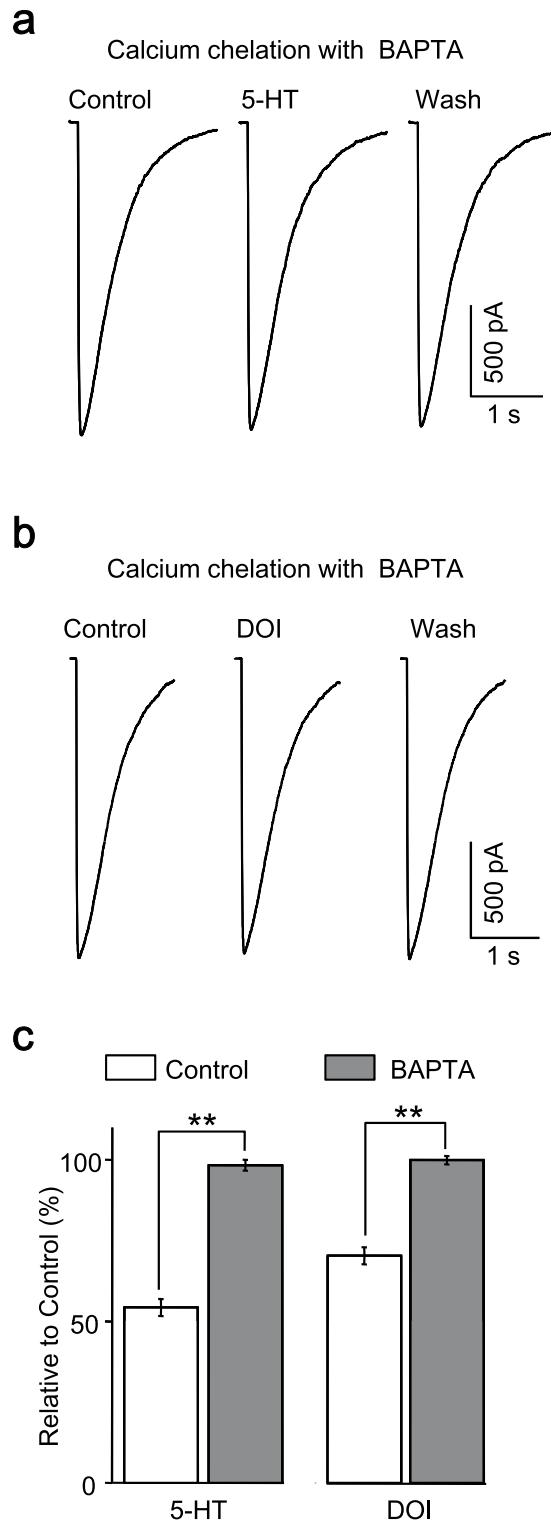 a
Calcium chelation with BAPTA
Control 5-HT Wash
500 pA
1 s
b
Calcium chelation with BAPTA
Control DOI Wash
500 pA
1 s
c
Control BAPTA
** **
Relative to Control (%)
100
50
0
5-HT DOI